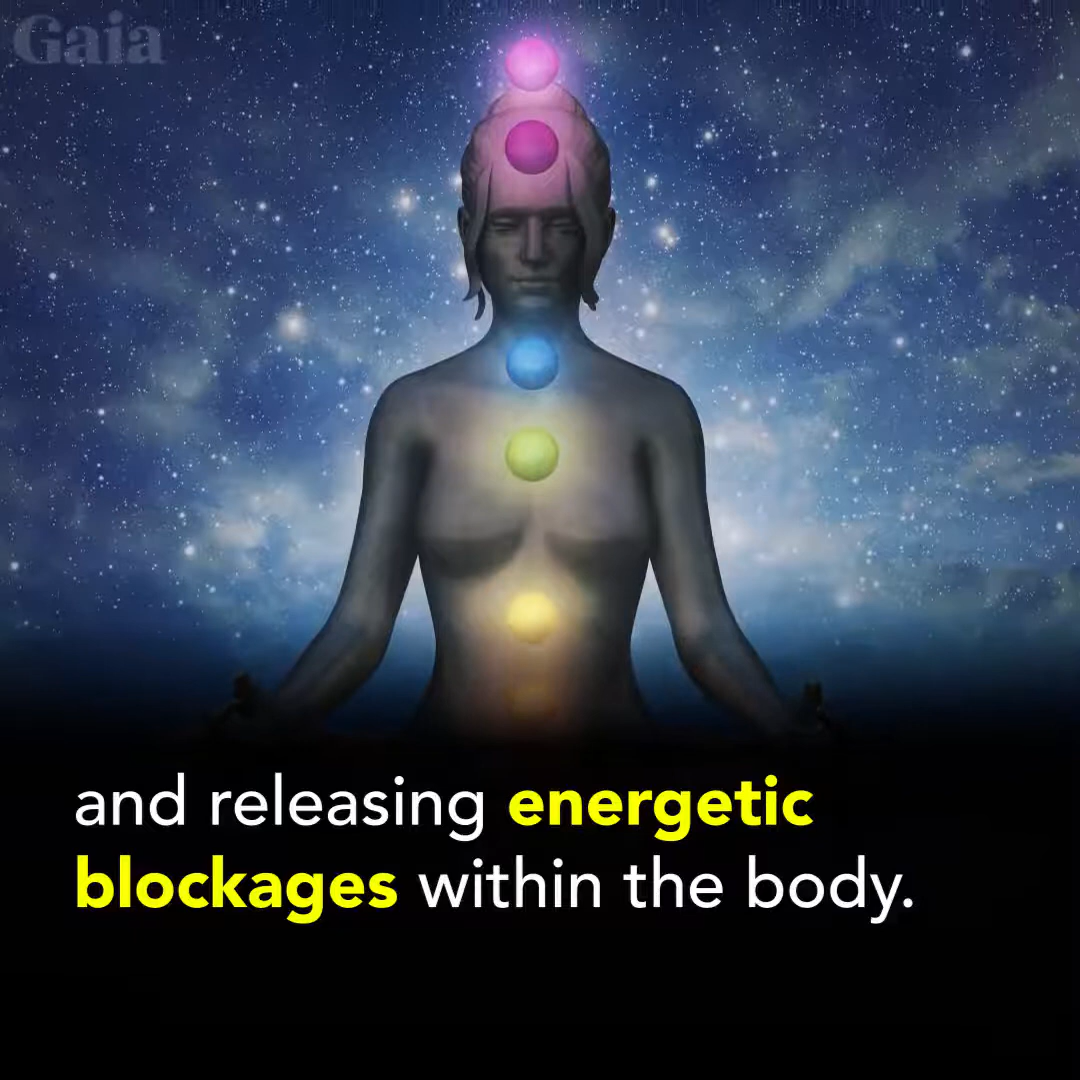 Gaia
and releasing energetic
blockages within the body.